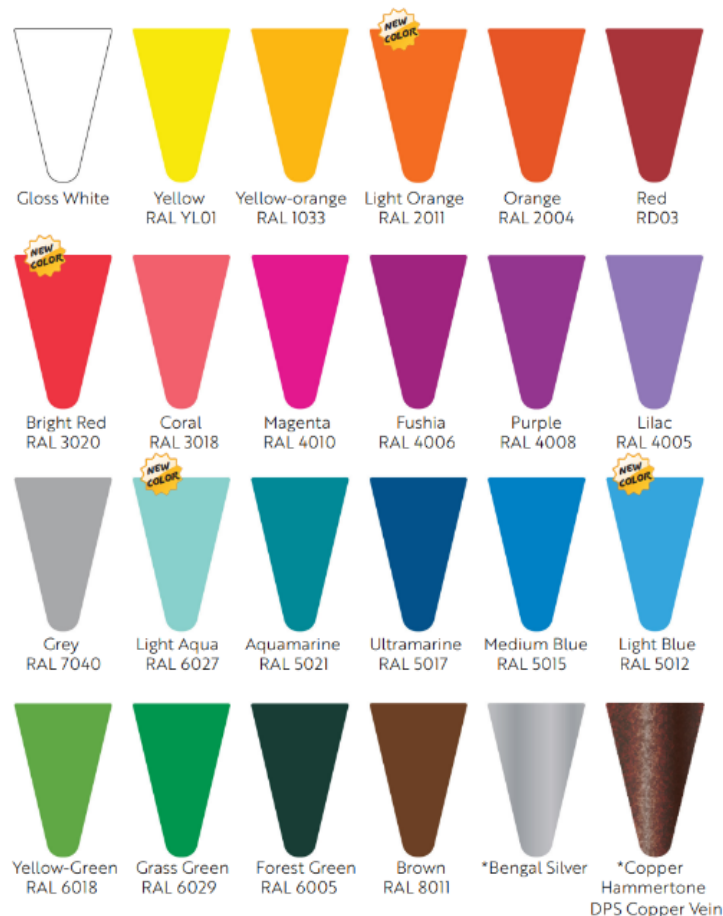 NEW
COLOR
Gloss White
Yellow
RAL YL01
Yellow-orange
RAL 1033
Light Orange
RAL 2011
Orange
RAL 2004
Red
RD03
NEW
COLOR
Bright Red
RAL 3020
Coral
RAL 3018
Magenta
RAL 4010
Fushia
RAL 4006
Purple
RAL 4008
Lilac
RAL 4005
NEW
COLOR
NEW
COLOR
Grey
RAL 7040
Light Aqua
RAL 6027
Aquamarine
RAL 5021
Ultramarine
RAL 5017
Medium Blue
RAL 5015
Light Blue
RAL 5012
Yellow-Green
RAL 6018
Grass Green
RAL 6029
Forest Green
RAL 6005
Brown
RAL 8011
*Bengal Silver
*Copper
Hammertone
DPS Copper Vein